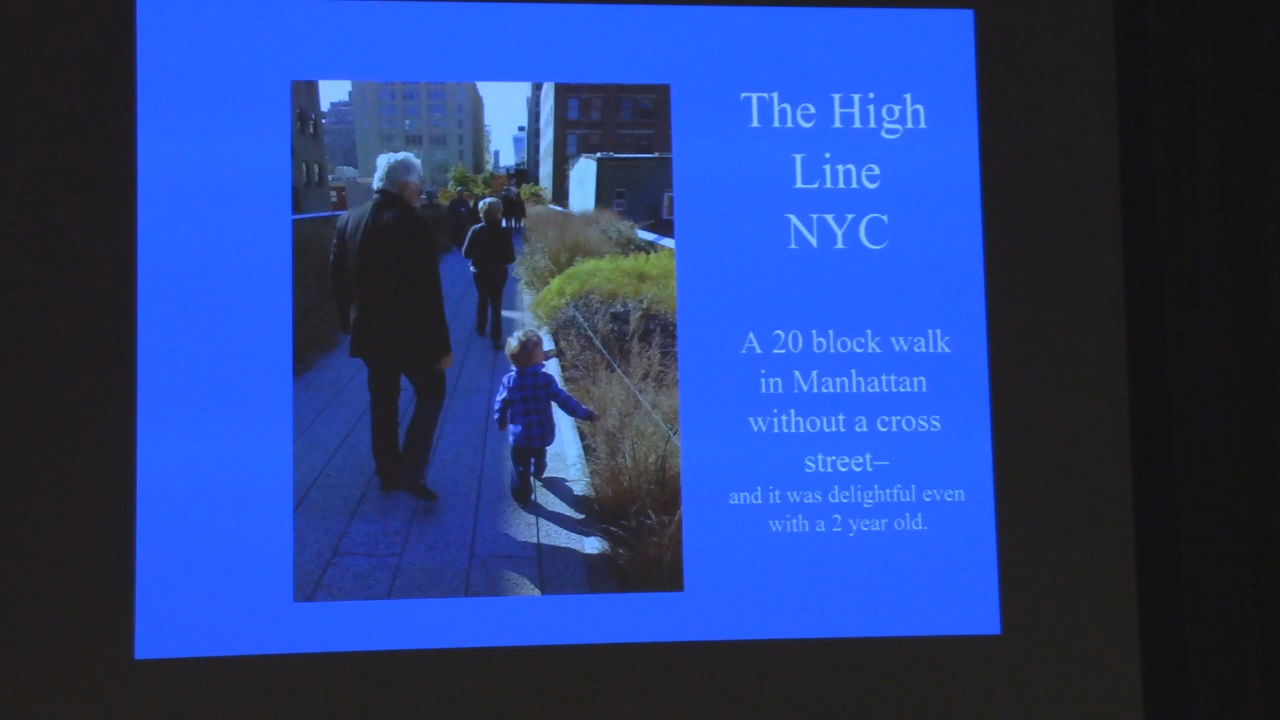 The High
Line
NYC
A 20 block walk
in Manhattan
without a cross
street–
and it was delightful even
with a 2 year old.